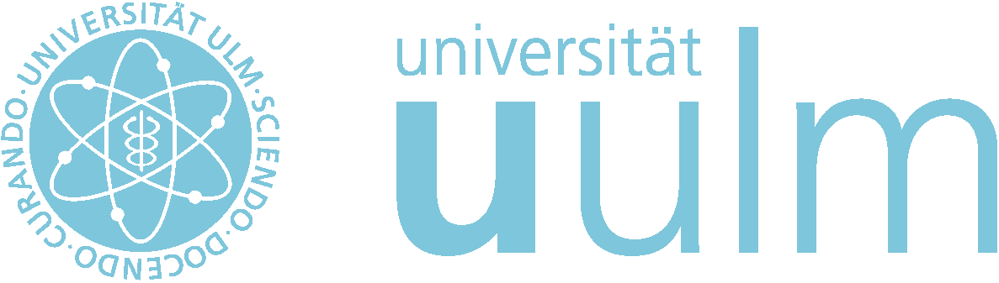 UNIVERSITÄT ULM · SCIENDO · DOCENDO · CURANDO ·
universität
uulm